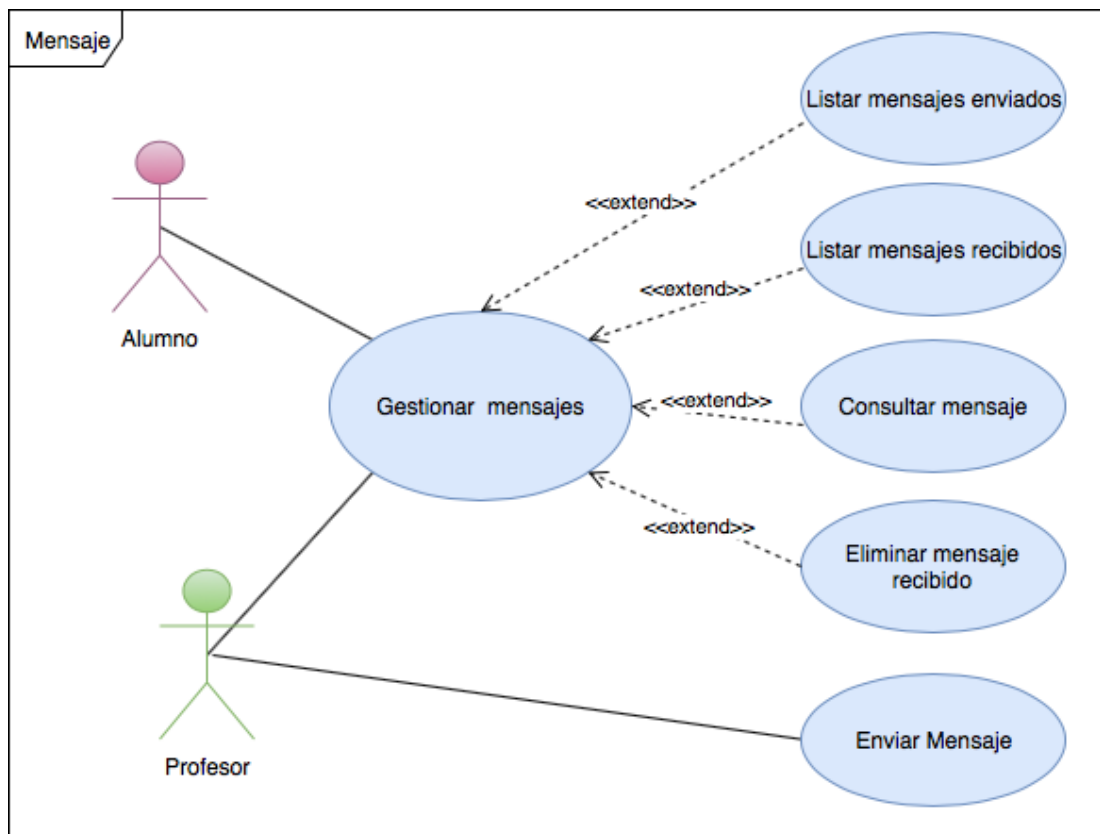 Mensaje
Listar mensajes enviados
<<extend>>
Listar mensajes recibidos
<<extend>>
Alumno
Gestionar mensajes
<<extend>>
Consultar mensaje
<<extend>>
Eliminar mensaje
recibido
Enviar Mensaje
Profesor